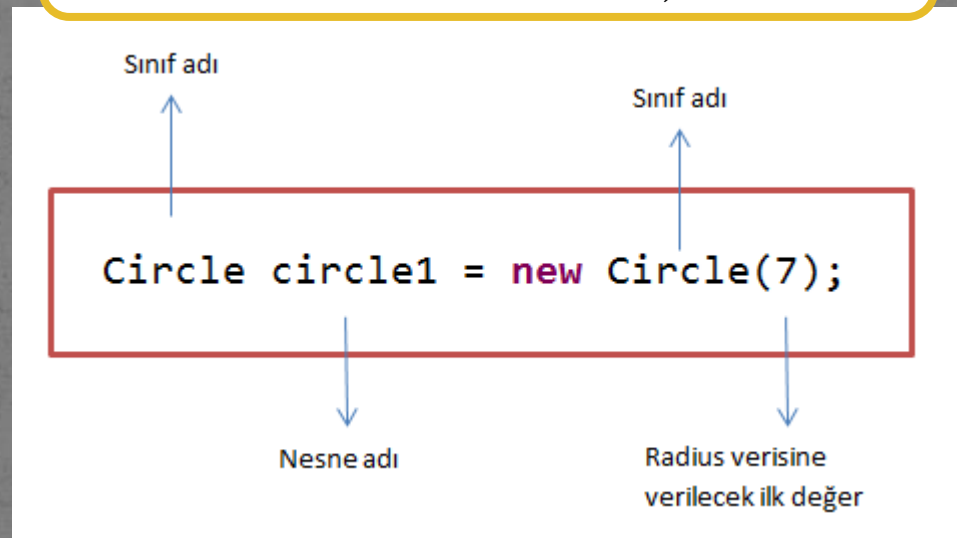 Sınıf adı
Sınıf adı
Circle circle1 = new Circle(7);
Nesne adı
Radius verisine
verilecek ilk değer